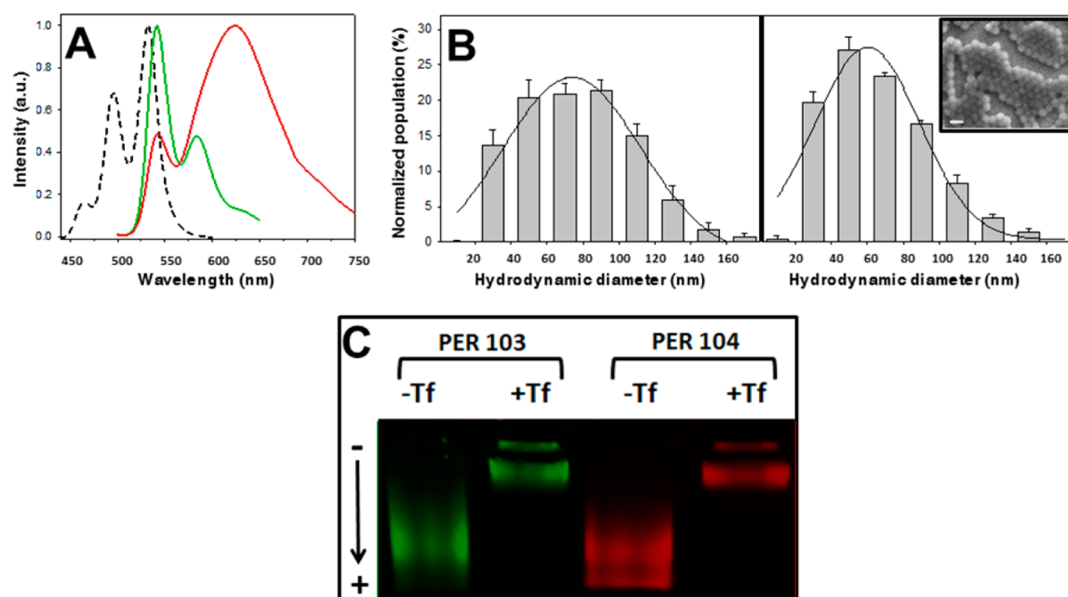 A
Intensity (a.u.)
1.0
0.8
0.6
0.4
0.2
0.0
450 500 550 600 650 700 750
Wavelength (nm)
B
Normalized population (%)
30
25
20
15
10
5
0
20 40 60 80 100 120 140 160
Hydrodynamic diameter (nm)
20 40 60 80 100 120 140 160
Hydrodynamic diameter (nm)
C
PER 103 PER 104
-Tf +Tf -Tf +Tf
-
+